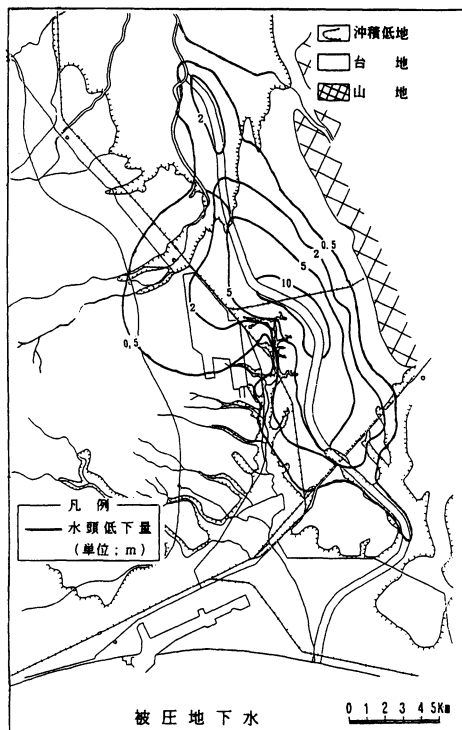 沖積低地
台地
山地
2
0.5
2
5
10
5
2
0,5
凡例
水頭低下量
(単位;m)
被圧地下水
0 1 2 3 4 5Km